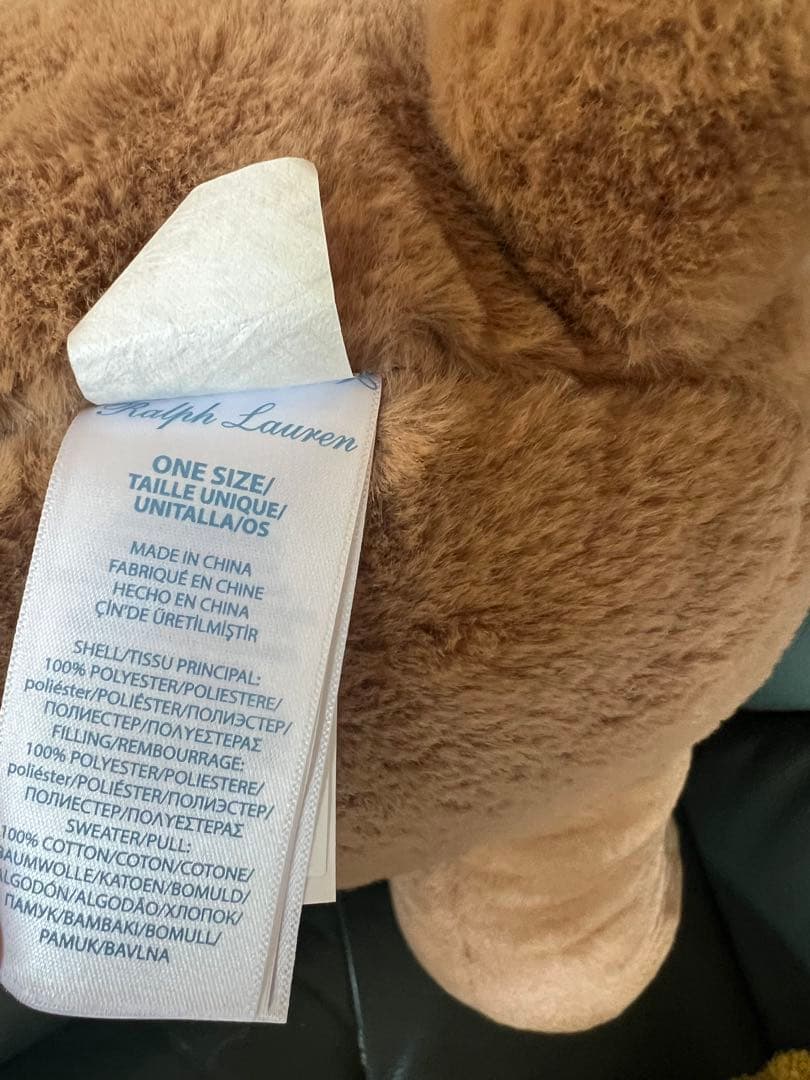 Ralph Lauren
ONE SIZE/
TAILLE UNIQUE/
UNITALLA/OS
MADE IN CHINA
FABRIQUÉ EN CHINE
HECHO EN CHINA
ÇİN'DE ÜRETİLMİŞTİR
SHELL/TISSU PRINCIPAL:
100% POLYESTER/POLIESTERE/
poliéster/POLIÉSTER/ПОЛИЭСТЕР/
ПОЛИЕСТЕР/ΠΟΛΥΕΣΤΕΡΑΣ
FILLING/REMBOURRAGE:
100% POLYESTER/POLIESTERE/
poliéster/POLIÉSTER/ПОЛИЭСТЕР/
ПОЛИЕСТЕР/ΠΟΛΥΕΣΤΕΡΑΣ
SWEATER/PULL:
100% COTTON/COTON/COTONE/
BAUMWOLLE/KATOEN/BOMULD/
ALGODÓN/ALGODÃO/ХЛОПОК/
ПАМУК/ΒΑΜΒΑΚΙ/BOMULL/
PAMUK/BAVLNA